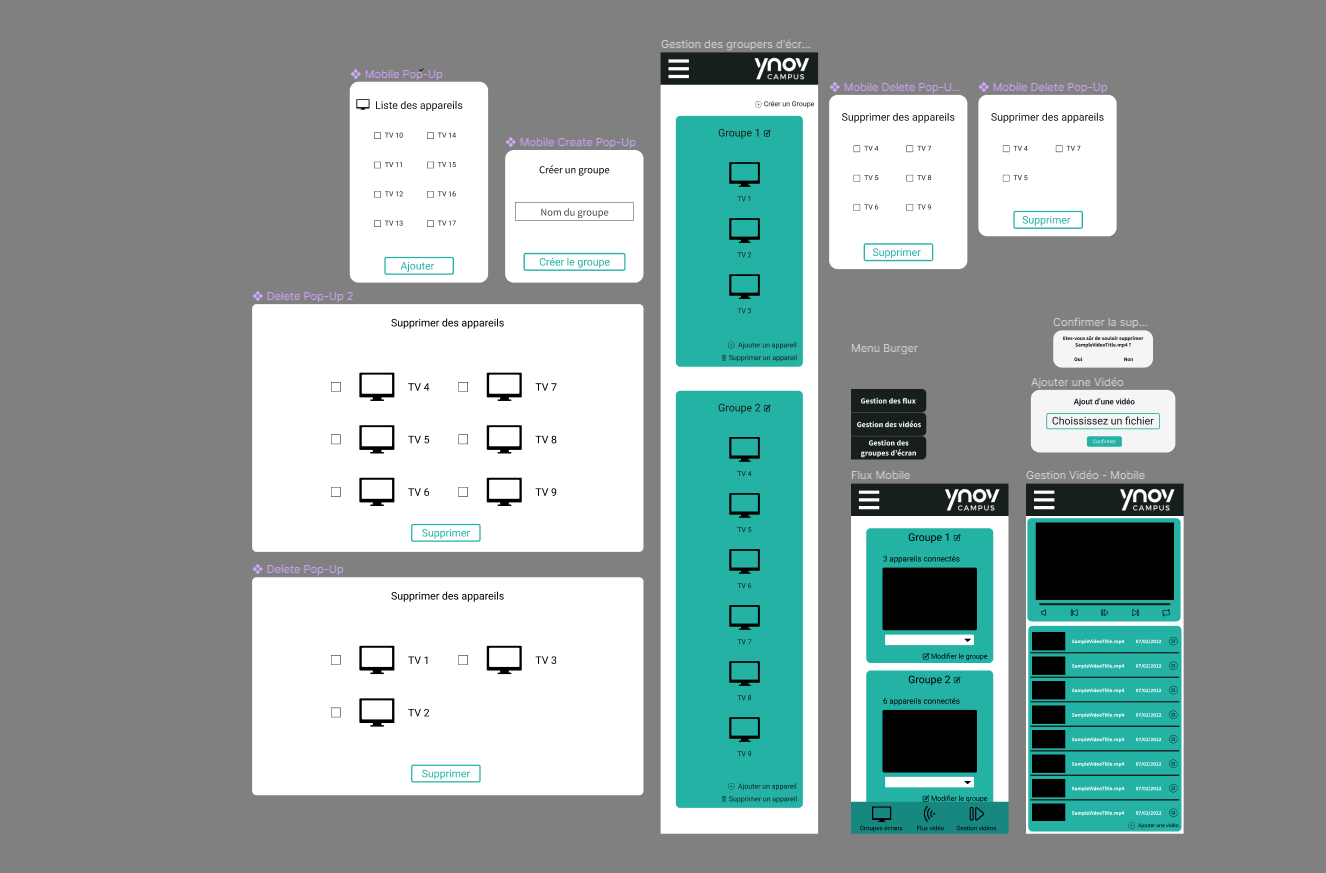 Mobile Pop-Up
Liste des appareils
TV 10
TV 14
TV 11
TV 15
TV 12
TV 16
TV 13
TV 17
Ajouter
Mobile Create Pop-Up
Créer un groupe
Nom du groupe
Créer le groupe
Delete Pop-Up 2
Supprimer des appareils
TV 4
TV 7
TV 5
TV 8
TV 6
TV 9
Supprimer
Delete Pop-Up
Supprimer des appareils
TV 1
TV 3
TV 2
Supprimer
Gestion des groupers d'écr...
ynov
CAMPUS
Créer un Groupe
Groupe 1
TV 1
TV 2
TV 3
Ajouter un appareil
Supprimer un appareil
Groupe 2
TV 4
TV 5
TV 6
TV 7
TV 8
TV 9
Ajouter un appareil
Supprimer un appareil
Mobile Delete Pop-U...
Supprimer des appareils
TV 4
TV 7
TV 5
TV 8
TV 6
TV 9
Supprimer
Mobile Delete Pop-Up
Supprimer des appareils
TV 4
TV 7
TV 5
Supprimer
Menu Burger
Gestion des flux
Gestion des vidéos
Gestion des
groupes d'écran
Confirmer la sup...
Etes-vous sûr de vouloir supprimer
SampleVideoTitle.mp4 ?
Oui
Non
Ajouter une Vidéo
Ajout d'une vidéo
Choississez un fichier
Confirmer
Flux Mobile
ynov
CAMPUS
Groupe 1
3 appareils connectés
Modifier le groupe
Groupe 2
6 appareils connectés
Modifier le groupe
Groupes écrans
Flux vidéo
Gestion vidéos
Gestion Vidéo - Mobile
ynov
CAMPUS
SampleVideoTitle.mp4 07/02/2022
SampleVideoTitle.mp4 07/02/2022
SampleVideoTitle.mp4 07/02/2022
SampleVideoTitle.mp4 07/02/2022
SampleVideoTitle.mp4 07/02/2022
SampleVideoTitle.mp4 07/02/2022
SampleVideoTitle.mp4 07/02/2022
SampleVideoTitle.mp4 07/02/2022
Ajouter une vidéo